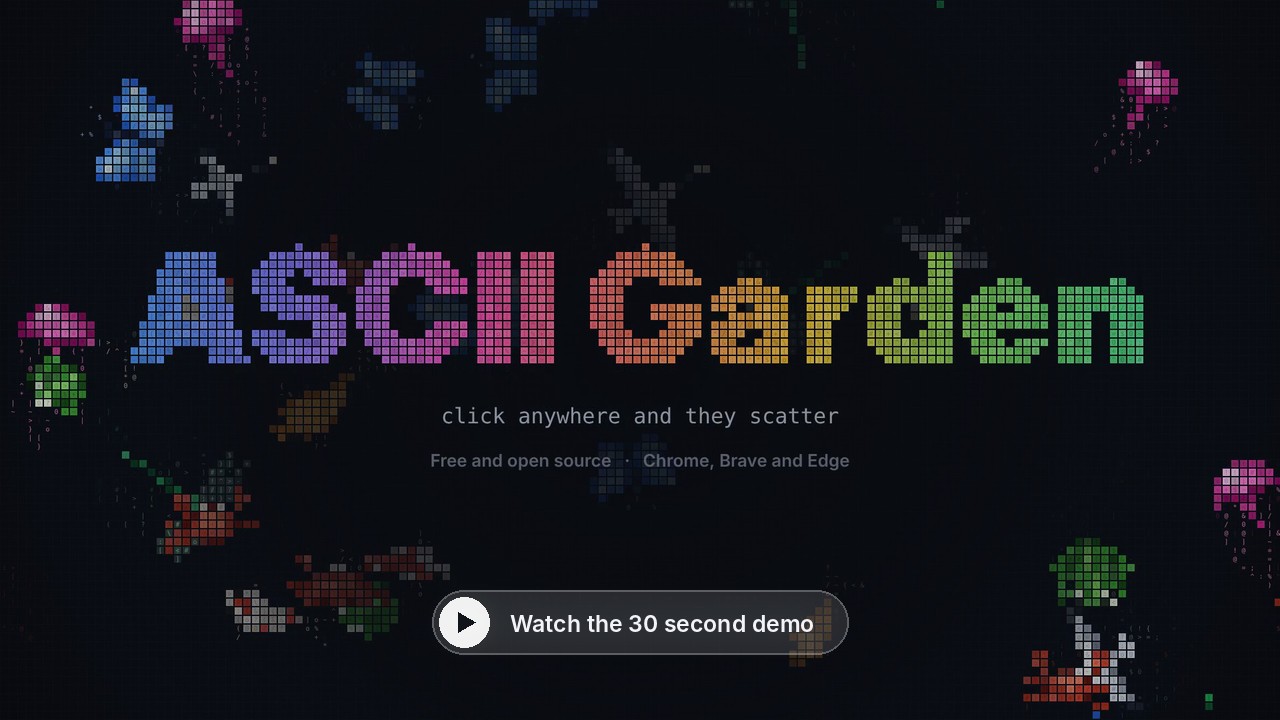 ASCII Garden
click anywhere and they scatter
Free and open source · Chrome, Brave and Edge
Watch the 30 second demo